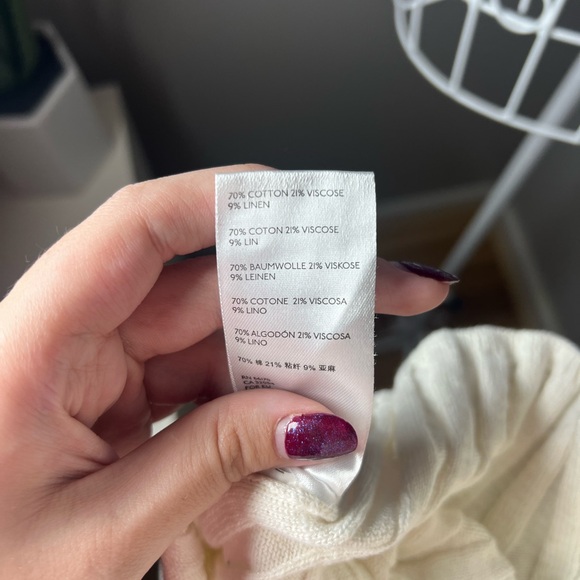 70% COTTON 21% VISCOSE
9% LINEN
70% COTON 21% VISCOSE
9% LIN
70% BAUMWOLLE 21% VISKOSE
9% LEINEN
70% COTONE 21% VISCOSA
9% LINO
70% ALGODÓN 21% VISCOSA
9% LINO
70% 棉 21% 粘纤 9% 亚麻